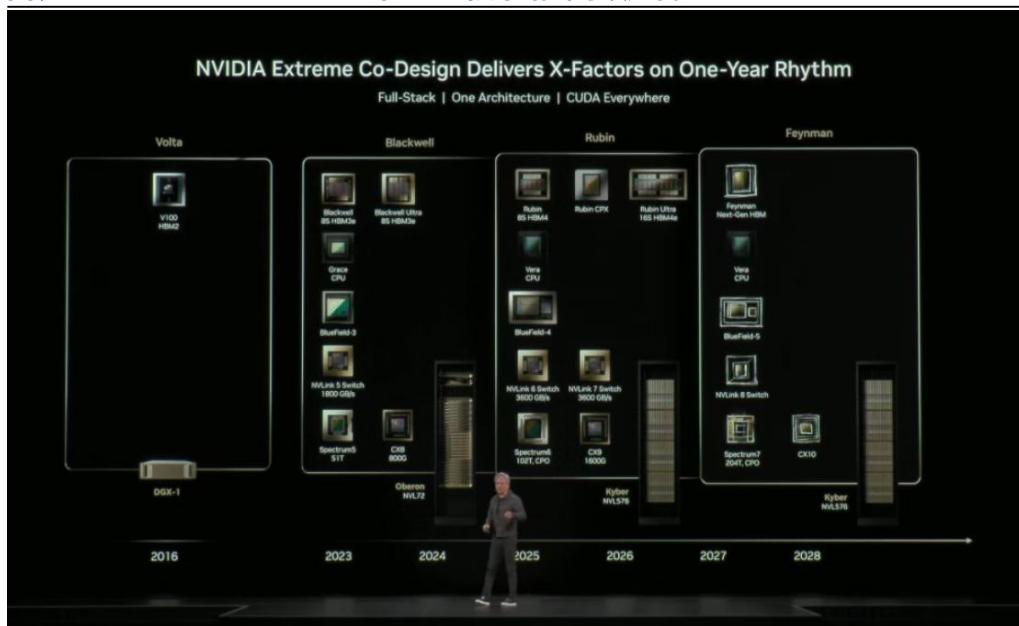 NVIDIA Extreme Co-Design Delivers X-Factors on One-Year Rhythm
Full-Stack | One Architecture | CUDA Everywhere
Volta
V100
HBM2
DGX-1
Blackwell
Blackwell
8S HBM3e
Blackwell Ultra
8S HBM3e
Grace
CPU
BlueField-3
NVLink 5 Switch
1800 GB/s
Spectrum5
51T
CX8
800G
Oberon
NVL72
Rubin
Rubin
8S HBM4
Rubin CPX
Rubin Ultra
16S HBM4e
Vera
CPU
BlueField-4
NVLink 6 Switch
3600 GB/s
NVLink 7 Switch
3600 GB/s
Spectrum6
102T, CPO
CX9
1600G
Kyber
NVL576
Feynman
Feynman
Next-Gen HBM
Vera
CPU
BlueField-5
NVLink 8 Switch
Spectrum7
204T, CPO
CX10
Kyber
NVL576
2016
2023
2024
2025
2026
2027
2028